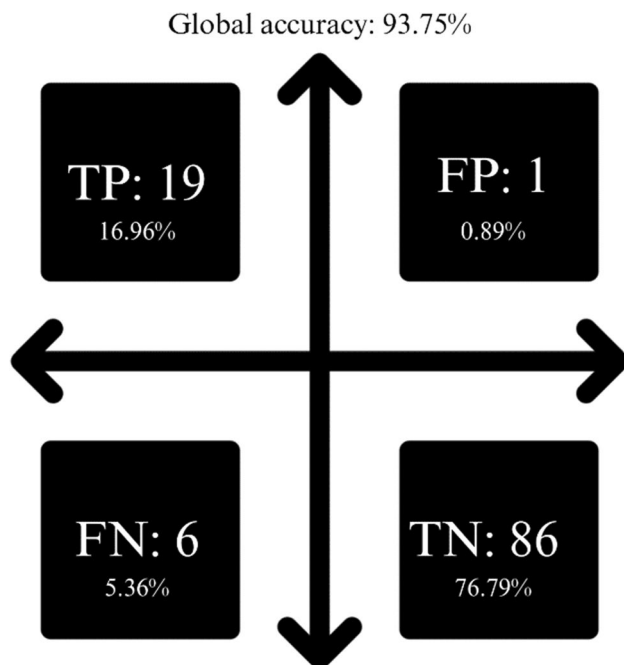 Global accuracy: 93.75%
TP: 19
16.96%
FP: 1
0.89%
FN: 6
5.36%
TN: 86
76.79%